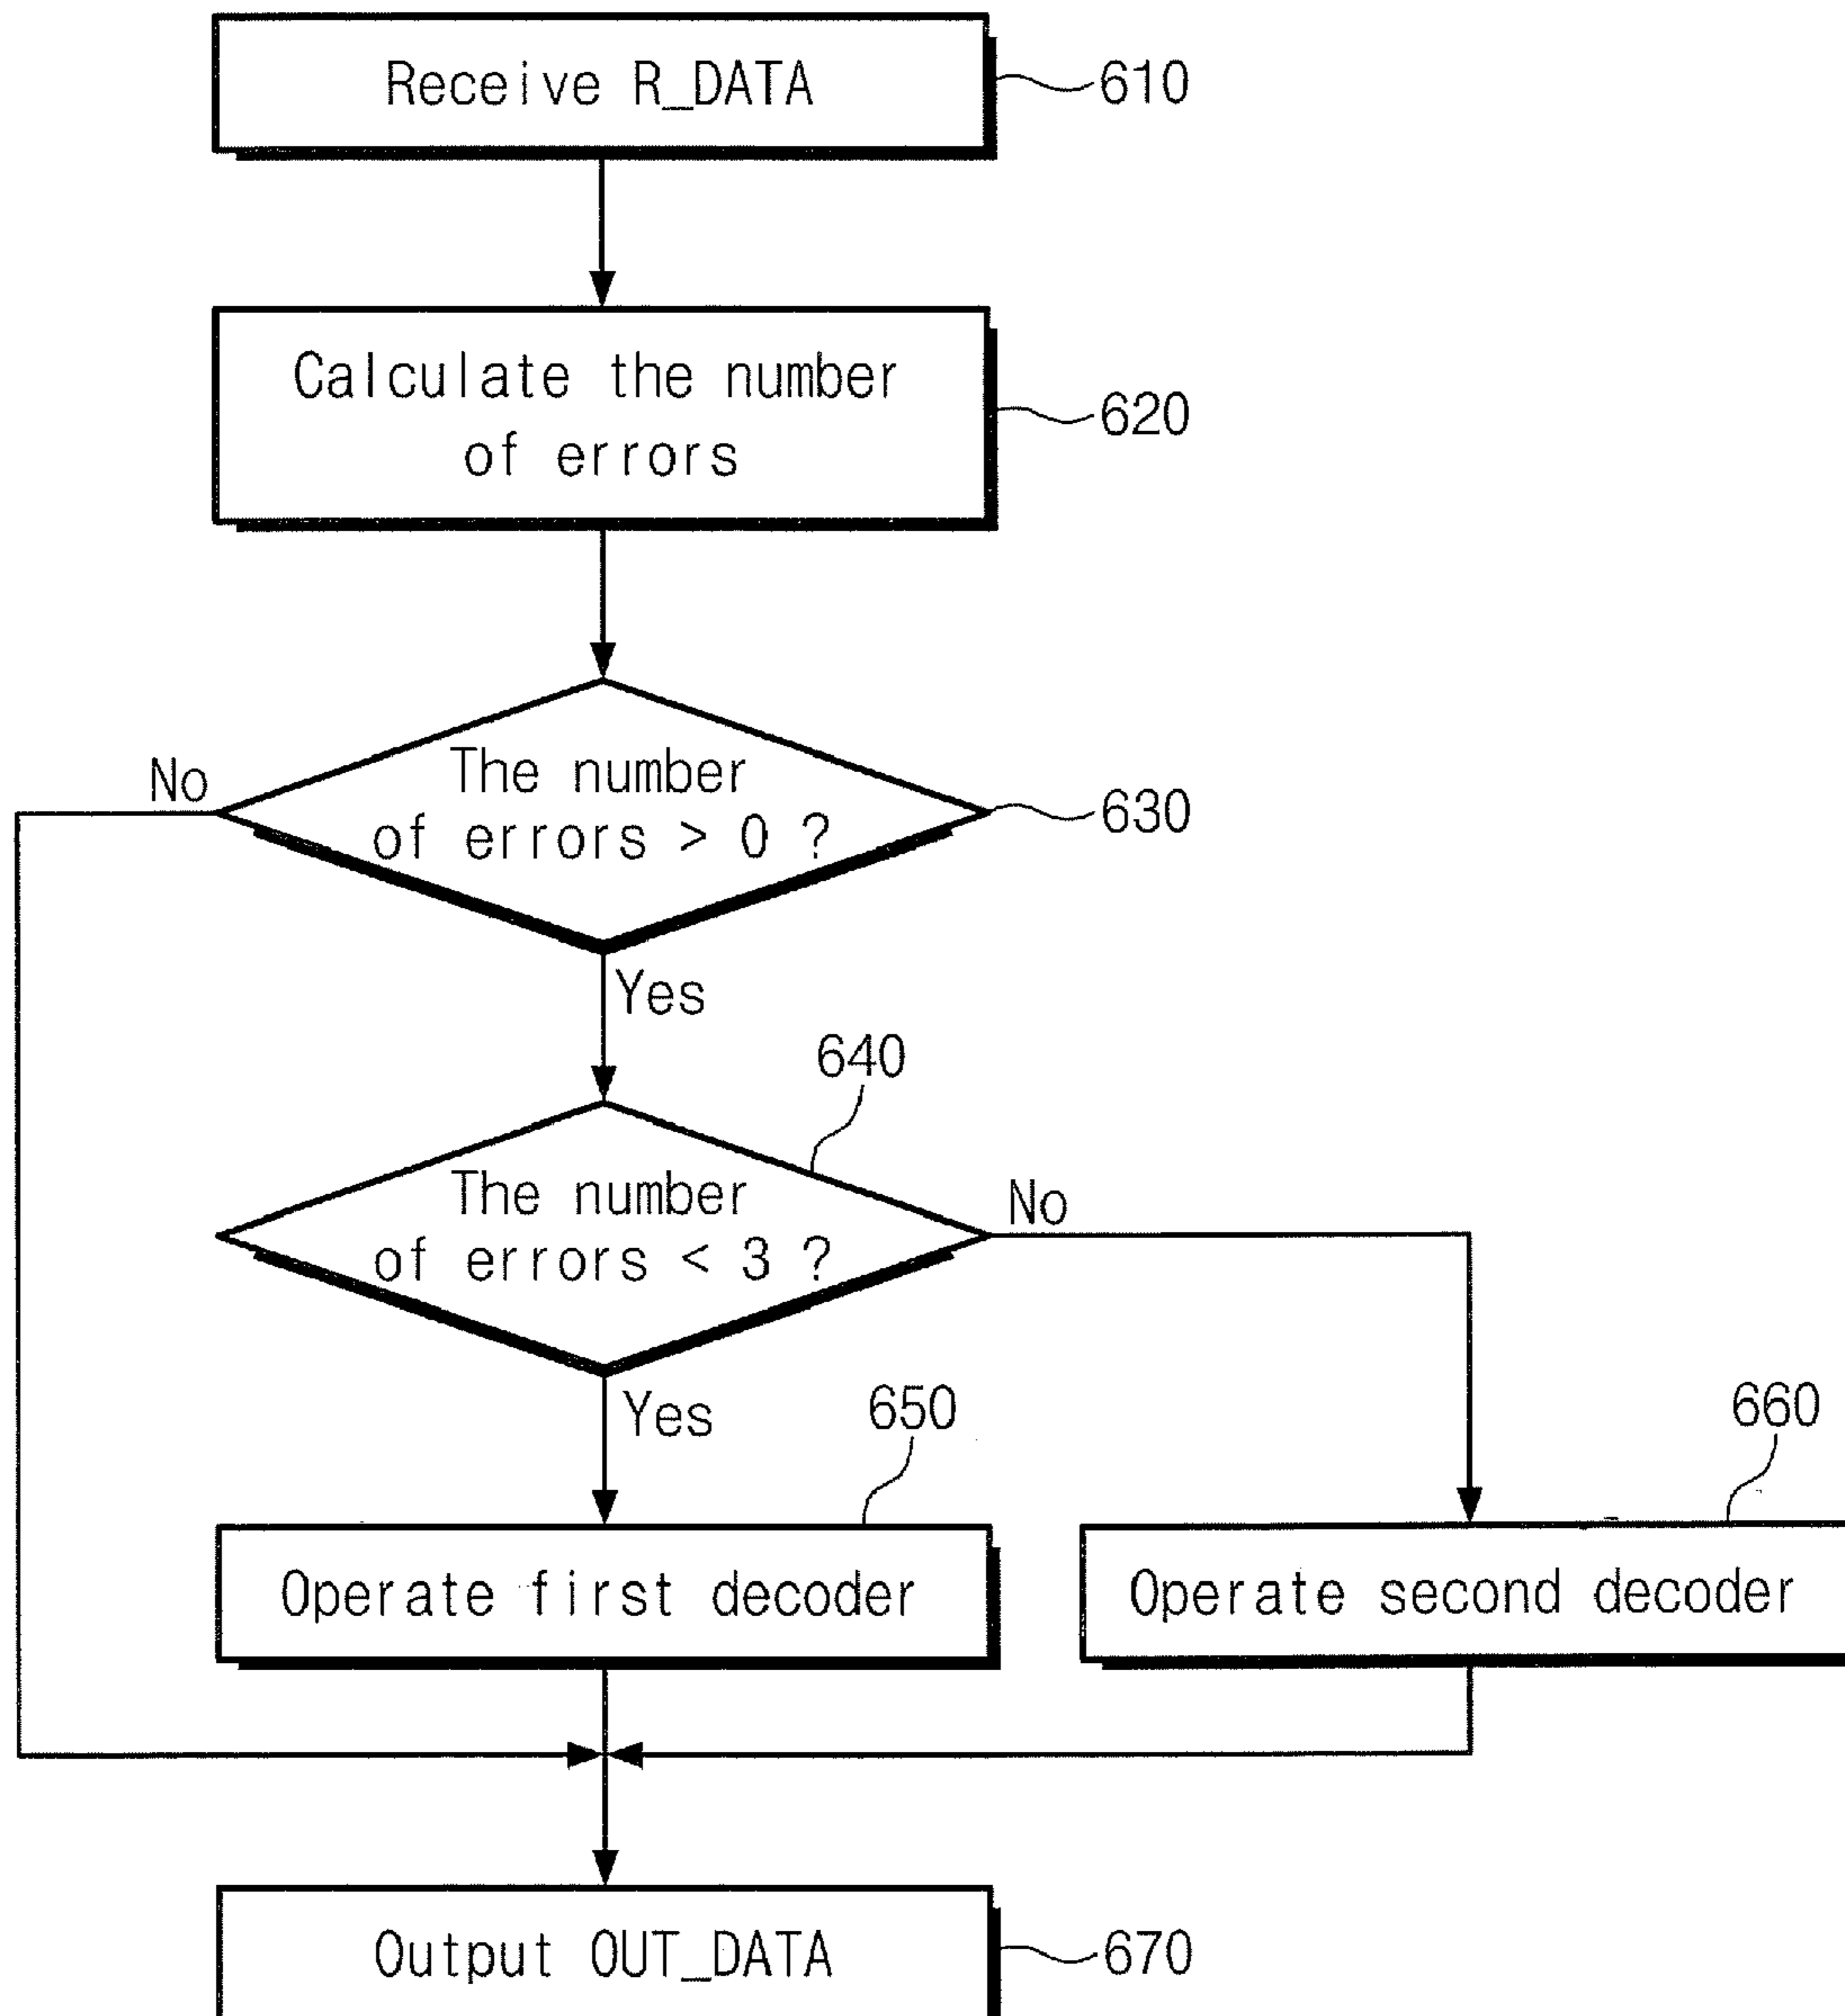 Receive R_DATA
610
Calculate the number
of errors
620
The number
of errors > 0 ?
No
630
Yes
640
The number
of errors < 3 ?
No
Yes
650
660
Operate first decoder
Operate second decoder
Output OUT_DATA
670